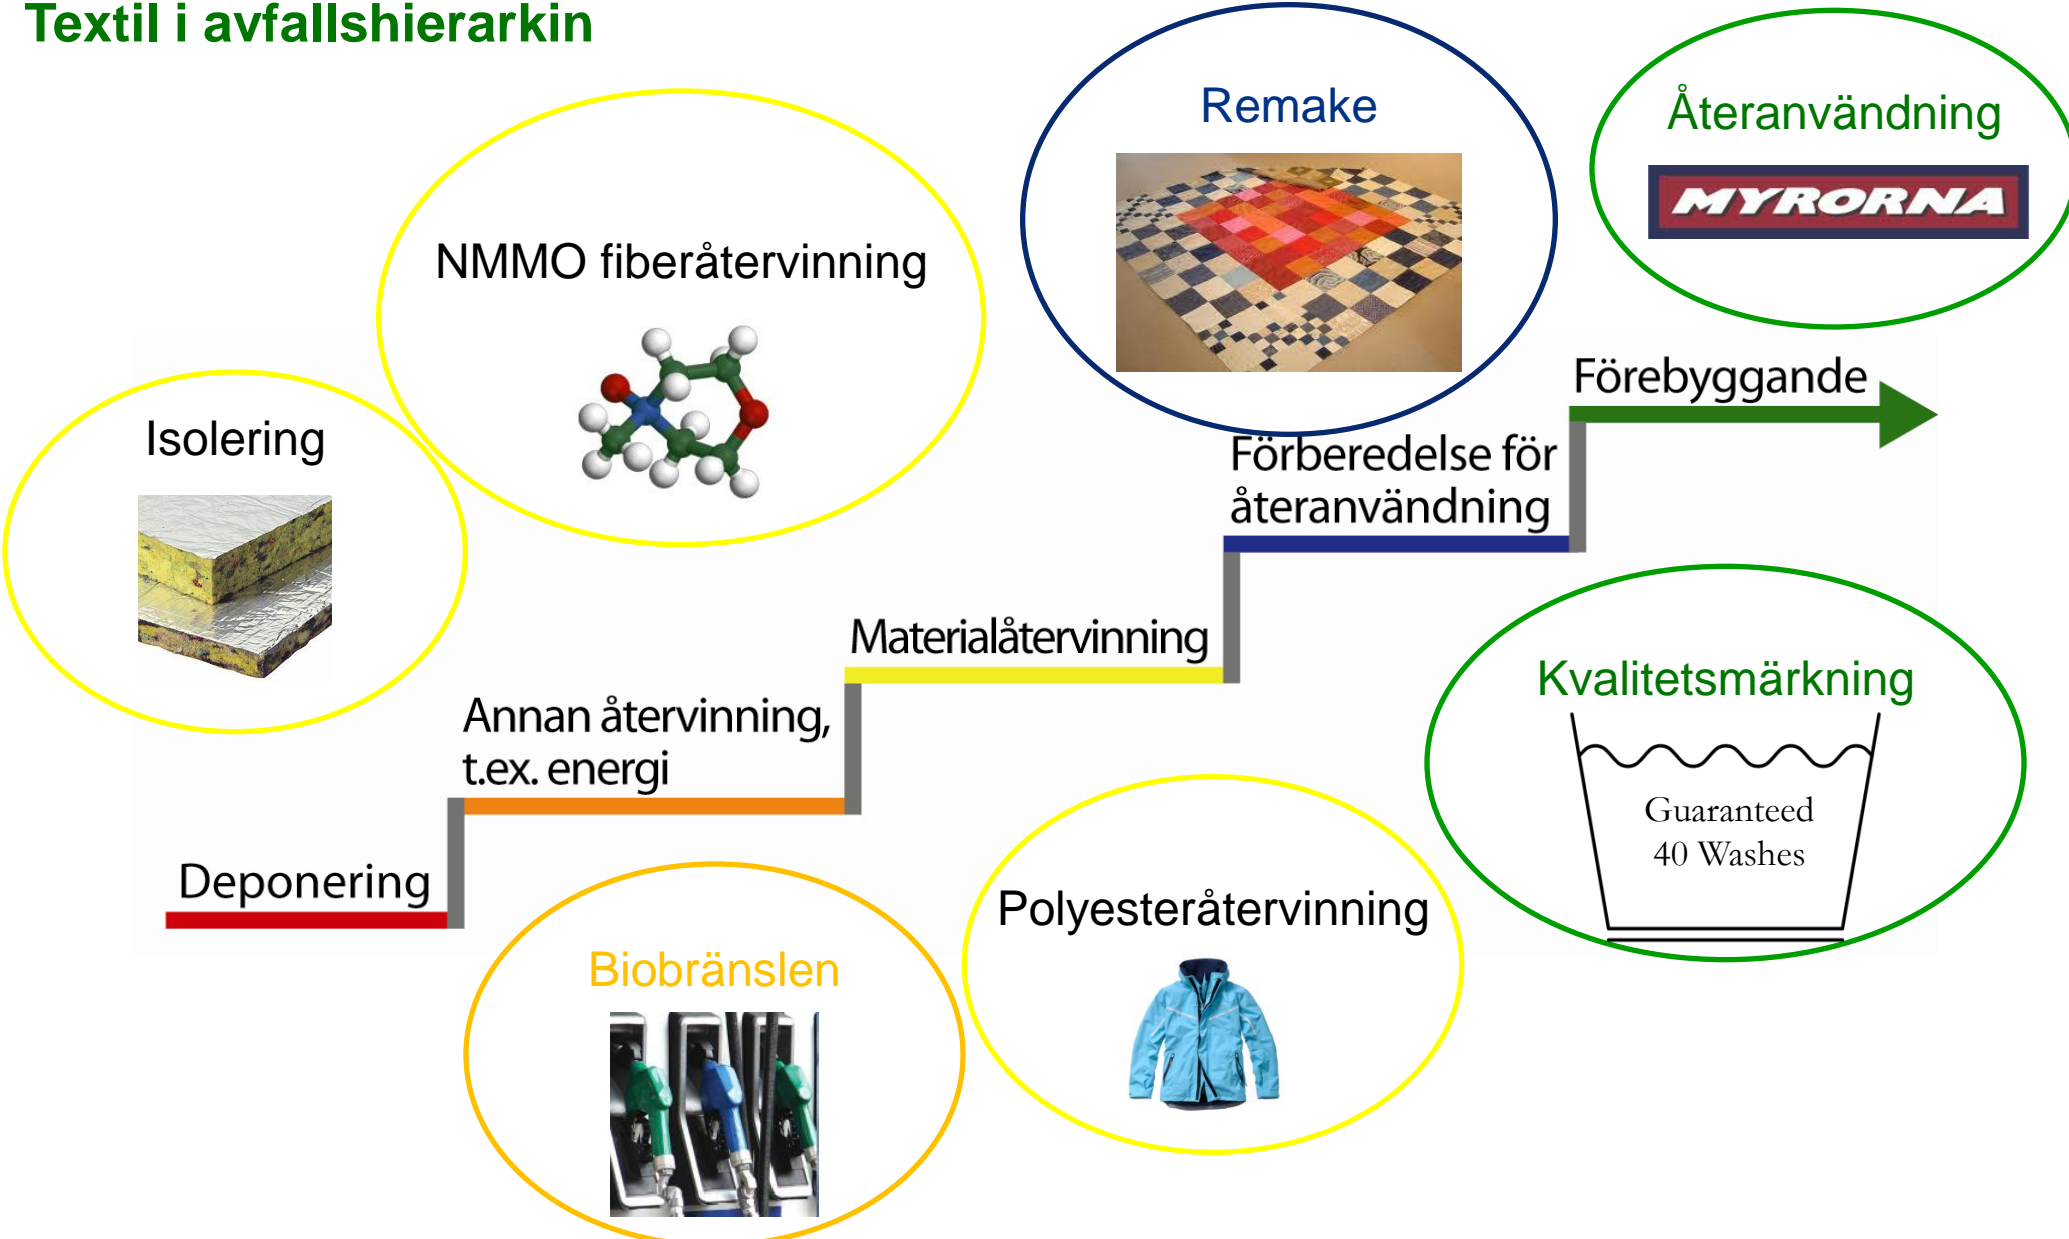 Textil i avfallshierarkin
Remake
Återanvändning
MYRORNA
NMMO fiberåtervinning
Isolering
Förebyggande
Förberedelse för
återanvändning
Materialåtervinning
Kvalitetsmärkning
Guaranteed
40 Washes
Annan återvinning,
t.ex. energi
Deponering
Polyesteråtervinning
Biobränslen